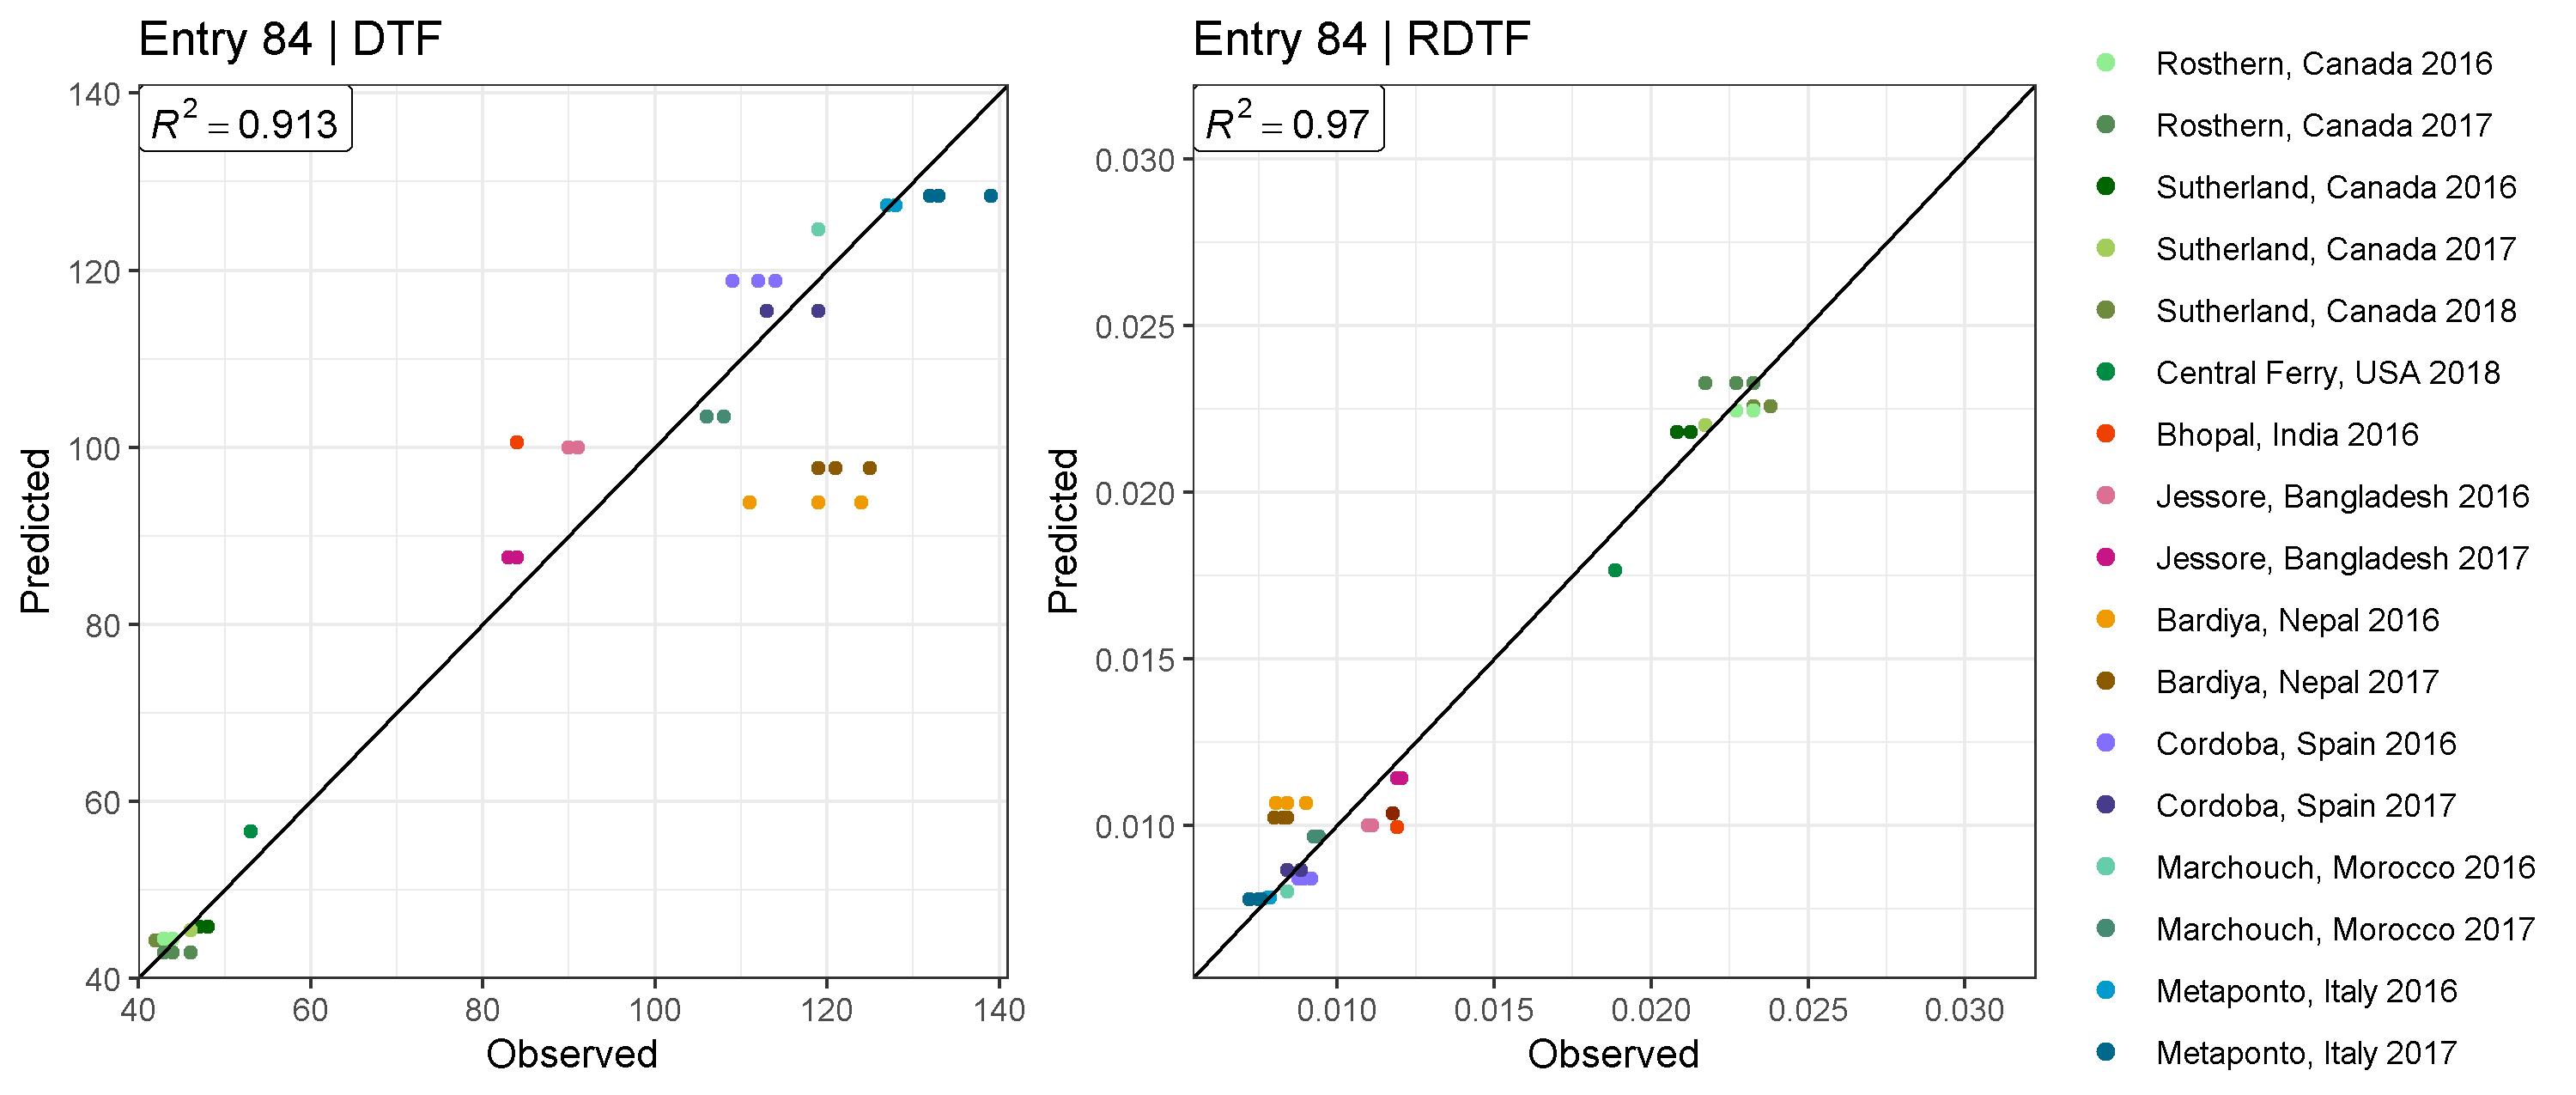 Entry 84 | DTF
R² = 0.913
140
120
100
80
60
40
Predicted
40 60 80 100 120 140
Observed
Entry 84 | RDTF
R² = 0.97
0.030
0.025
0.020
0.015
0.010
Predicted
0.010 0.015 0.020 0.025 0.030
Observed
Rosthern, Canada 2016
Rosthern, Canada 2017
Sutherland, Canada 2016
Sutherland, Canada 2017
Sutherland, Canada 2018
Central Ferry, USA 2018
Bhopal, India 2016
Jessore, Bangladesh 2016
Jessore, Bangladesh 2017
Bardiya, Nepal 2016
Bardiya, Nepal 2017
Cordoba, Spain 2016
Cordoba, Spain 2017
Marchouch, Morocco 2016
Marchouch, Morocco 2017
Metaponto, Italy 2016
Metaponto, Italy 2017